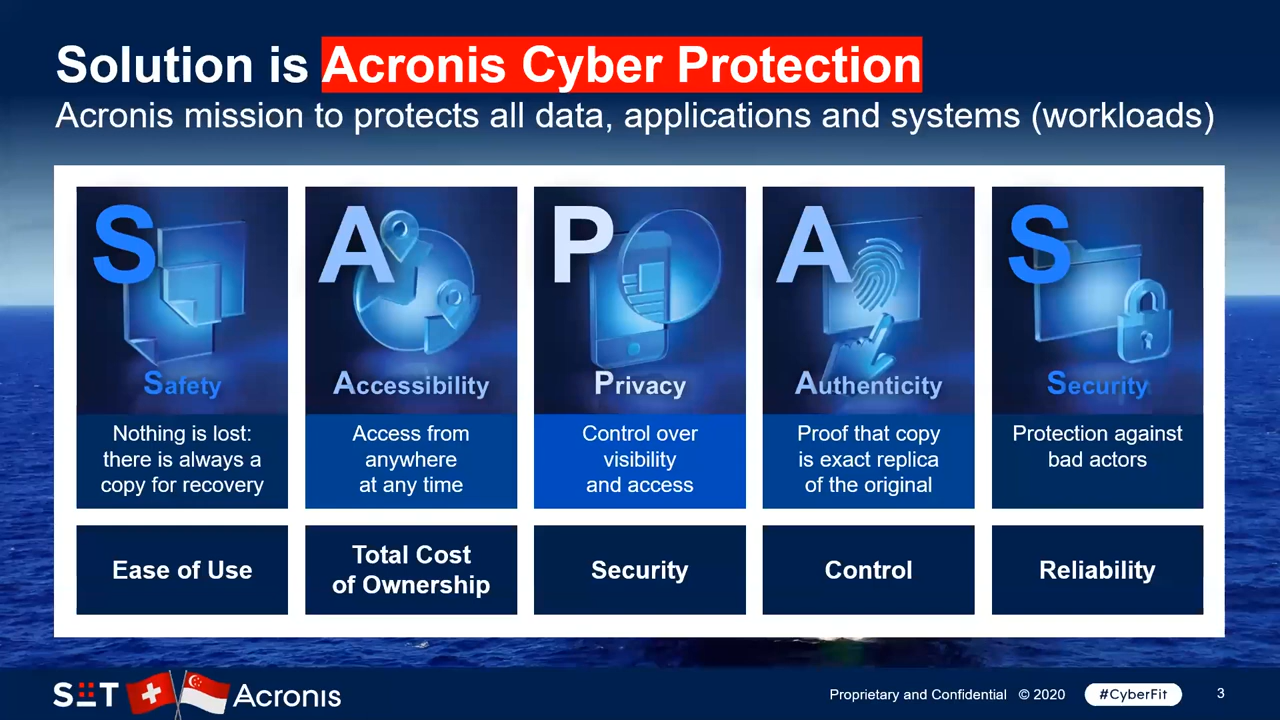 Solution is Acronis Cyber Protection
Acronis mission to protects all data, applications and systems (workloads)
S
Safety
Nothing is lost:
there is always a
copy for recovery
Ease of Use
A
Accessibility
Access from
anywhere
at any time
Total Cost
of Ownership
P
Privacy
Control over
visibility
and access
Security
A
Authenticity
Proof that copy
is exact replica
of the original
Control
S
Security
Protection against
bad actors
Reliability
Acronis
Proprietary and Confidential © 2020
#CyberFit
3